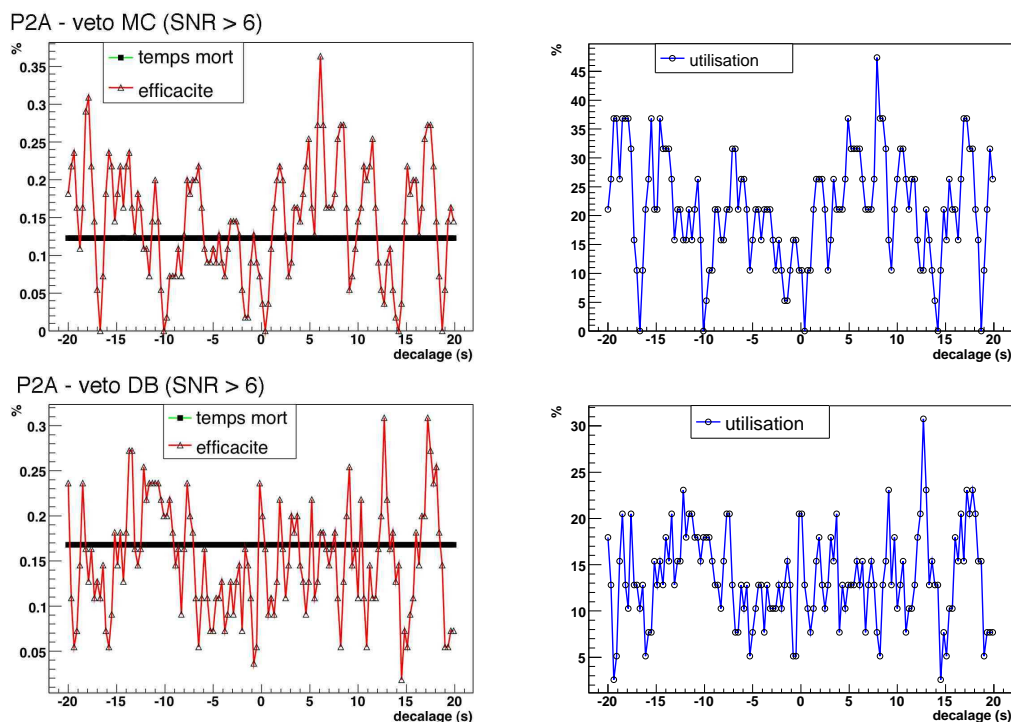 P2A - veto MC (SNR > 6)
%
temps mort
efficacite
0.35
0.3
0.25
0.2
0.15
0.1
0.05
0
-20 -15 -10 -5 0 5 10 15 20
decalage (s)
%
utilisation
45
40
35
30
25
20
15
10
5
0
-20 -15 -10 -5 0 5 10 15 20
decalage (s)
P2A - veto DB (SNR > 6)
%
temps mort
efficacite
0.3
0.25
0.2
0.15
0.1
0.05
-20 -15 -10 -5 0 5 10 15 20
decalage (s)
%
utilisation
30
25
20
15
10
5
-20 -15 -10 -5 0 5 10 15 20
decalage (s)